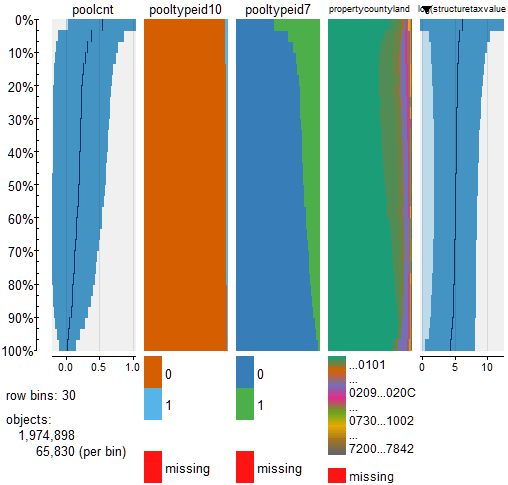 poolcnt
pooltypeid10
pooltypeid7
propertycountyland
structuretaxvalue
0%
10%
20%
30%
40%
50%
60%
70%
80%
90%
100%
0.0 0.5 1.0
0 5 10
0
1
missing
0
1
missing
...0101
...
0209...020C
...
0730...1002
...
7200...7842
missing
row bins: 30
objects:
1,974,898
65,830 (per bin)